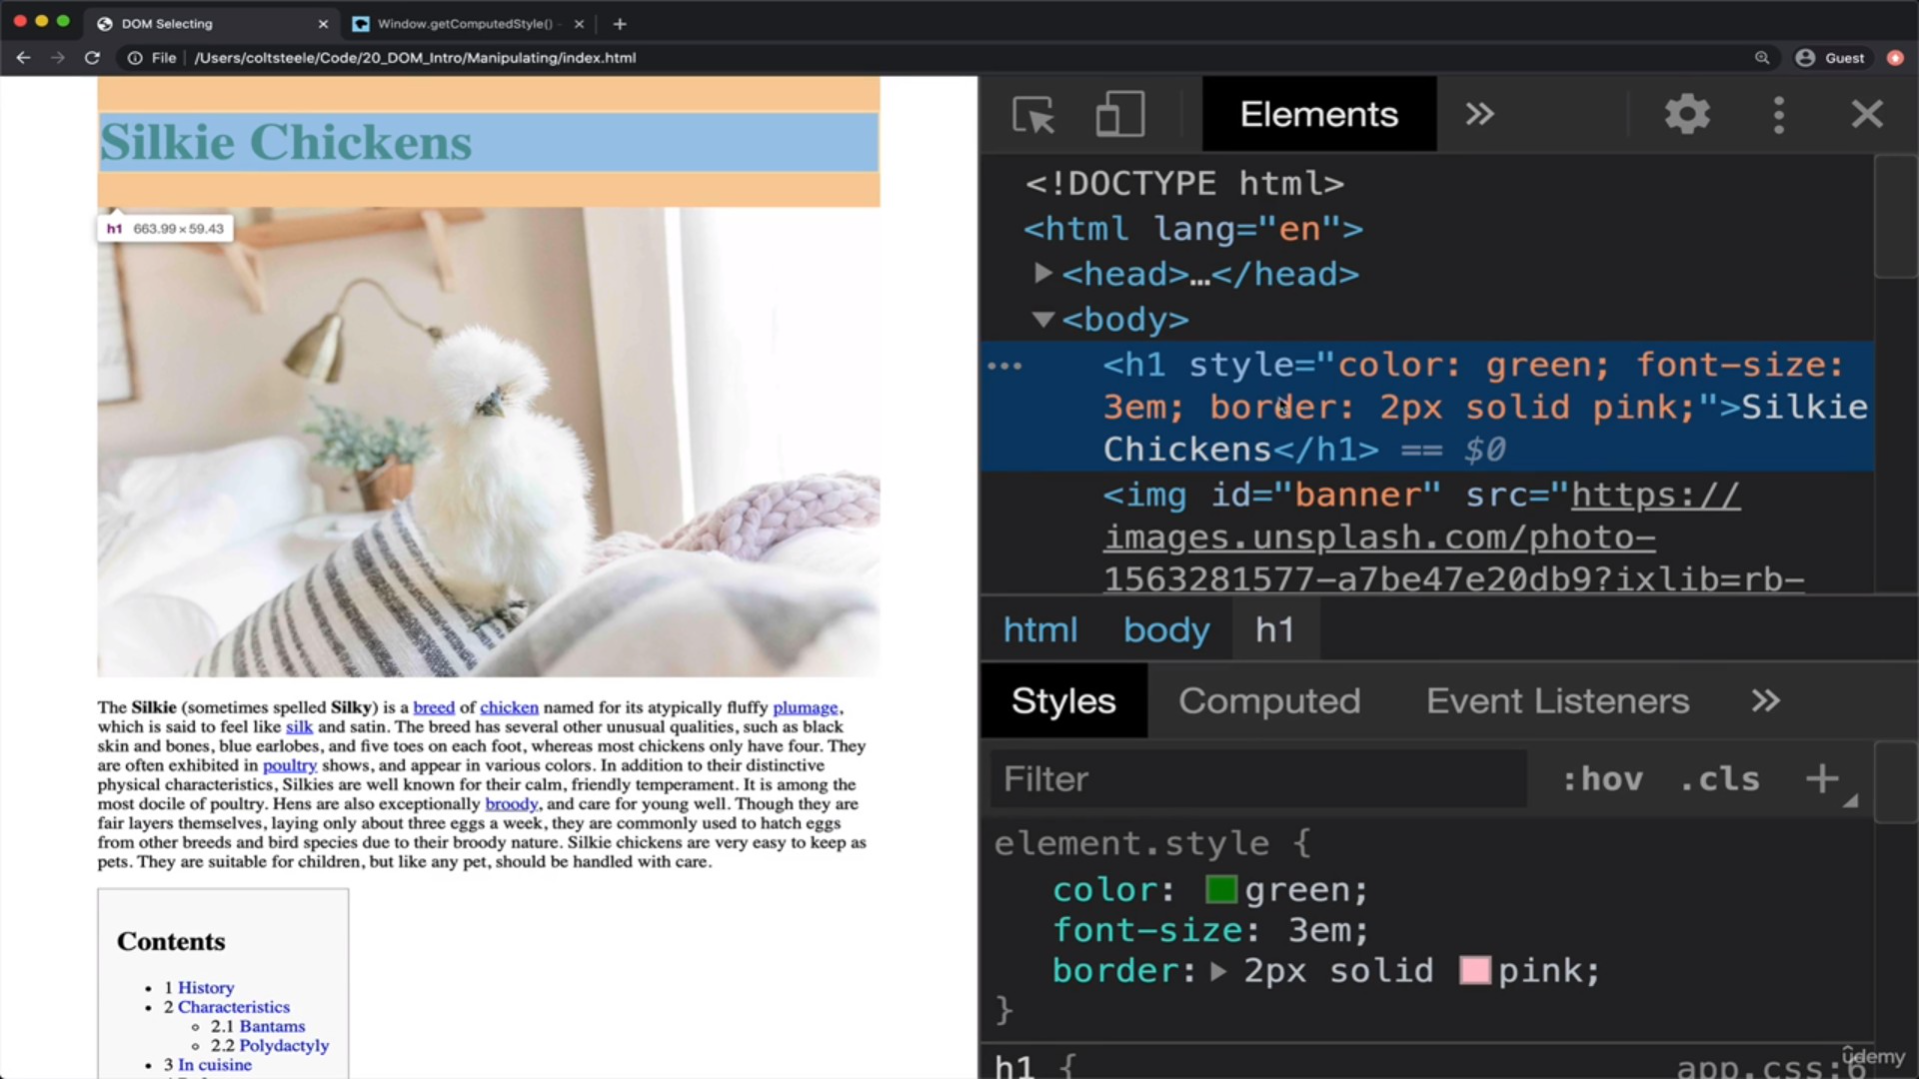 DOM Selecting
Window.getComputedStyle() -
File /Users/coltsteele/Code/20_DOM_Intro/Manipulating/index.html
Guest
Silkie Chickens
h1 663.99 × 59.43
The Silkie (sometimes spelled Silky) is a breed of chicken named for its atypically fluffy plumage,
which is said to feel like silk and satin. The breed has several other unusual qualities, such as black
skin and bones, blue earlobes, and five toes on each foot, whereas most chickens only have four. They
are often exhibited in poultry shows, and appear in various colors. In addition to their distinctive
physical characteristics, Silkies are well known for their calm, friendly temperament. It is among the
most docile of poultry. Hens are also exceptionally broody, and care for young well. Though they are
fair layers themselves, laying only about three eggs a week, they are commonly used to hatch eggs
from other breeds and bird species due to their broody nature. Silkie chickens are very easy to keep as
pets. They are suitable for children, but like any pet, should be handled with care.
Contents
• 1 History
• 2 Characteristics
◦ 2.1 Bantams
◦ 2.2 Polydactyly
• 3 In cuisine
Elements »
<!DOCTYPE html>
<html lang="en">
▶<head>…</head>
▼<body>
<h1 style="color: green; font-size:
3em; border: 2px solid pink;">Silkie
Chickens</h1> == $0
<img id="banner" src="https://
images.unsplash.com/photo-
1563281577-a7be47e20db9?ixlib=rb-
html body h1
Styles Computed Event Listeners »
Filter :hov .cls +
element.style {
color: green;
font-size: 3em;
border: ▶ 2px solid pink;
}
h1 { app.css:6
ûdemy